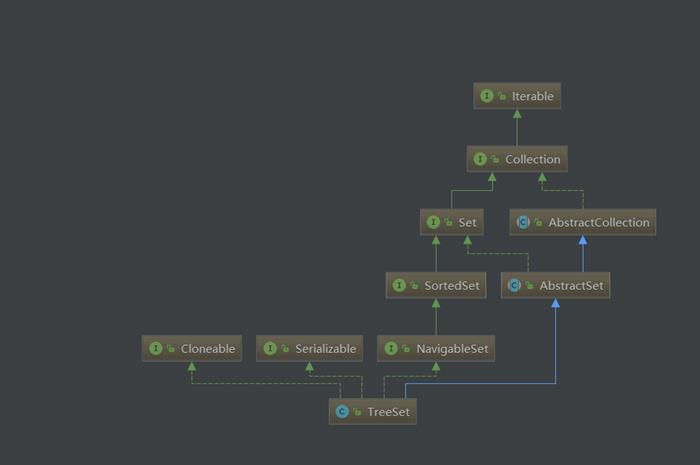 I Iterable
I Collection
I Set
C AbstractCollection
I SortedSet
C AbstractSet
I Cloneable
I Serializable
I NavigableSet
C TreeSet